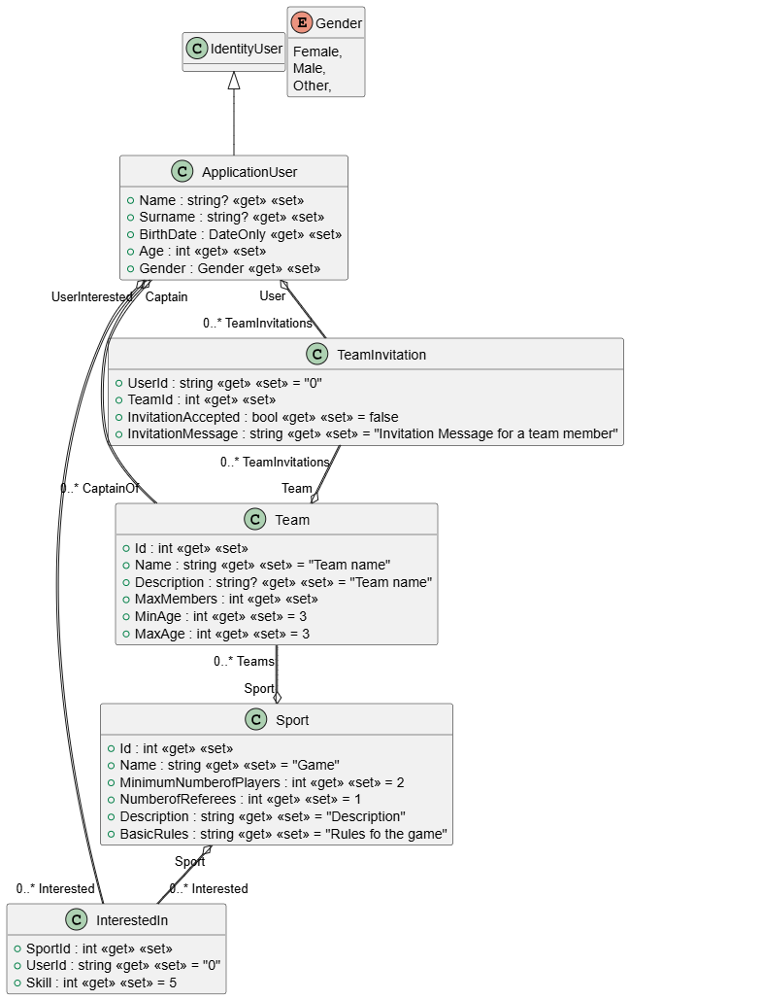 C IdentityUser
E Gender
Female,
Male,
Other,
C ApplicationUser
Name : string? «get» «set»
Surname : string? «get» «set»
BirthDate : DateOnly «get» «set»
Age : int «get» «set»
Gender : Gender «get» «set»
UserInterested
Captain
User
0..* TeamInvitations
C TeamInvitation
UserId : string «get» «set» = "0"
TeamId : int «get» «set»
InvitationAccepted : bool «get» «set» = false
InvitationMessage : string «get» «set» = "Invitation Message for a team member"
0..* TeamInvitations
0..* CaptainOf
Team
C Team
Id : int «get» «set»
Name : string «get» «set» = "Team name"
Description : string? «get» «set» = "Team name"
MaxMembers : int «get» «set»
MinAge : int «get» «set» = 3
MaxAge : int «get» «set» = 3
0..* Teams
Sport
C Sport
Id : int «get» «set»
Name : string «get» «set» = "Game"
MinimumNumberofPlayers : int «get» «set» = 2
NumberofReferees : int «get» «set» = 1
Description : string «get» «set» = "Description"
BasicRules : string «get» «set» = "Rules fo the game"
Sport
0..* Interested
0..* Interested
C InterestedIn
SportId : int «get» «set»
UserId : string «get» «set» = "0"
Skill : int «get» «set» = 5